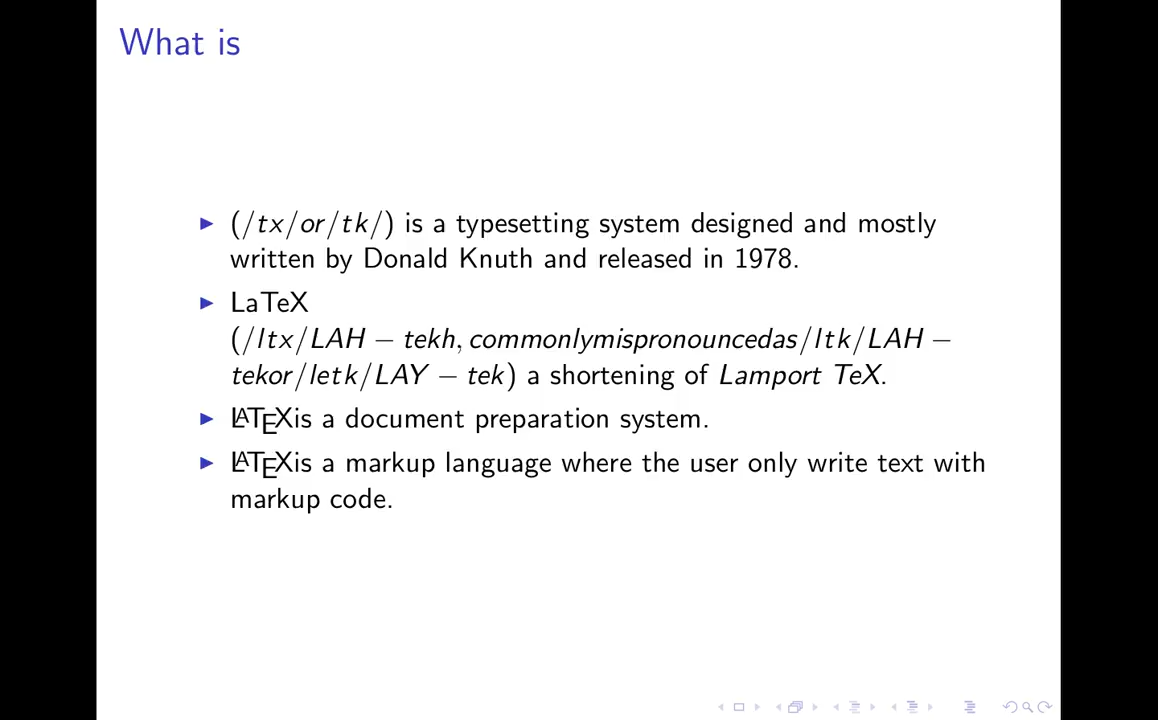 What is
(/tx/or/tk/) is a typesetting system designed and mostly
written by Donald Knuth and released in 1978.
LaTeX
(/ltx/LAH − tekh, commonlymispronouncedas/ltk/LAH −
tekor/letk/LAY − tek) a shortening of Lamport TeX.
LATEXis a document preparation system.
LATEXis a markup language where the user only write text with
markup code.